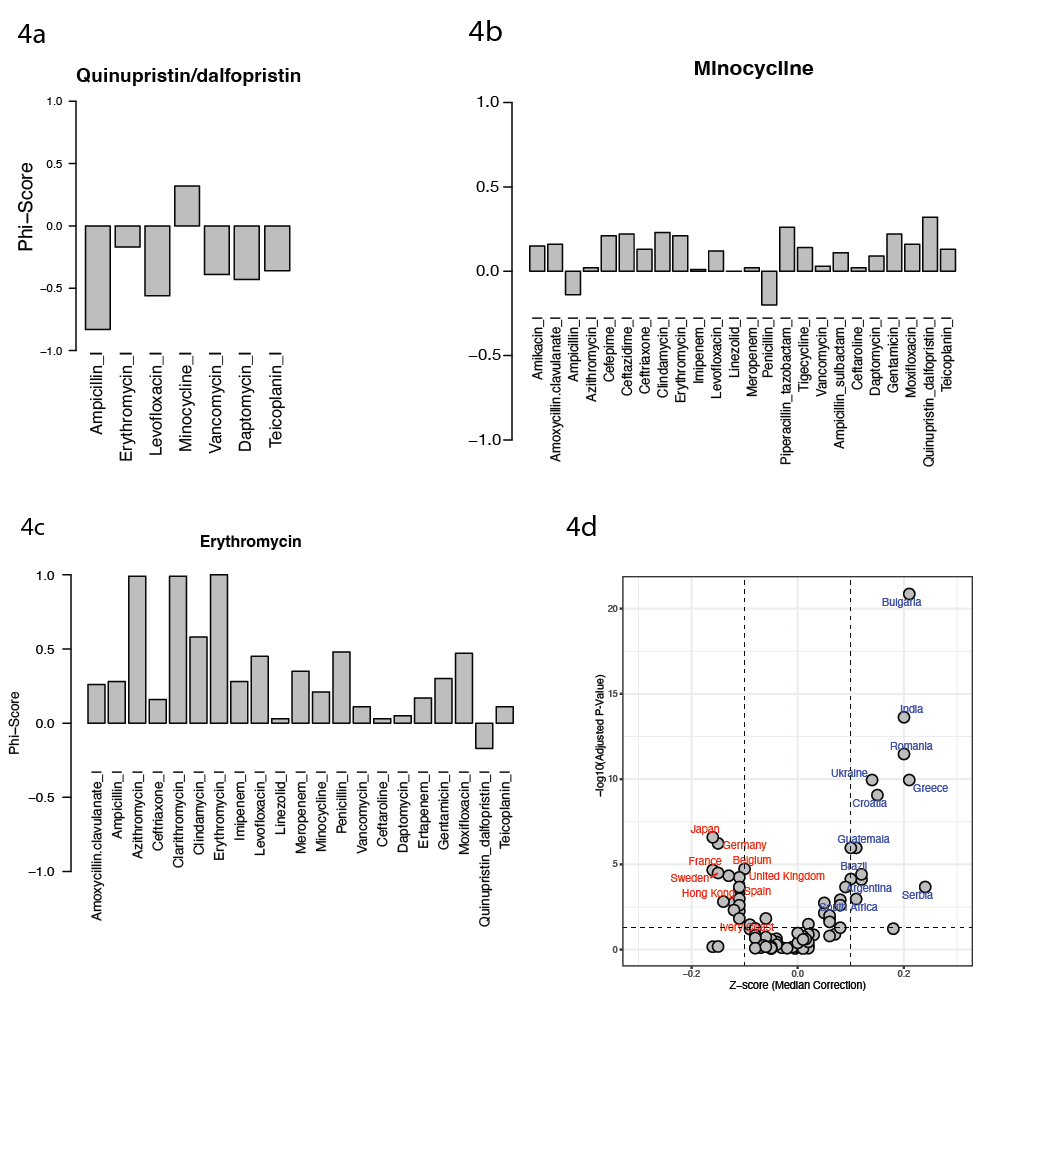 4a
Quinupristin/dalfopristin
1.0
0.5
0.0
−0.5
−1.0
Phi−Score
Ampicillin_I
Erythromycin_I
Levofloxacin_I
Minocycline_I
Vancomycin_I
Daptomycin_I
Teicoplanin_I
4b
Minocycline
1.0
0.5
0.0
−0.5
−1.0
Amikacin_I
Amoxycillin.clavulanate_I
Ampicillin_I
Azithromycin_I
Cefepime_I
Ceftazidime_I
Ceftriaxone_I
Clindamycin_I
Erythromycin_I
Imipenem_I
Levofloxacin_I
Linezolid_I
Meropenem_I
Penicillin_I
Piperacillin_tazobactam_I
Tigecycline_I
Vancomycin_I
Ampicillin_sulbactam_I
Ceftaroline_I
Daptomycin_I
Gentamicin_I
Moxifloxacin_I
Quinupristin_dalfopristin_I
Teicoplanin_I
4c
Erythromycin
1.0
0.5
0.0
−0.5
−1.0
Phi−Score
Amoxycillin.clavulanate_I
Ampicillin_I
Azithromycin_I
Ceftriaxone_I
Clarithromycin_I
Clindamycin_I
Erythromycin_I
Imipenem_I
Levofloxacin_I
Linezolid_I
Meropenem_I
Minocycline_I
Penicillin_I
Vancomycin_I
Ceftaroline_I
Daptomycin_I
Ertapenem_I
Gentamicin_I
Moxifloxacin_I
Quinupristin_dalfopristin_I
Teicoplanin_I
4d
20
15
10
5
0
−log10(Adjusted P-Value)
Bulgaria
India
Romania
Ukraine
Greece
Croatia
Japan
Germany
Guatemala
France
Belgium
Brazil
Sweden
United Kingdom
Argentina
Hong Kong
Spain
Serbia
South Africa
Ivory Coast
−0.2
0.0
0.2
Z−score (Median Correction)